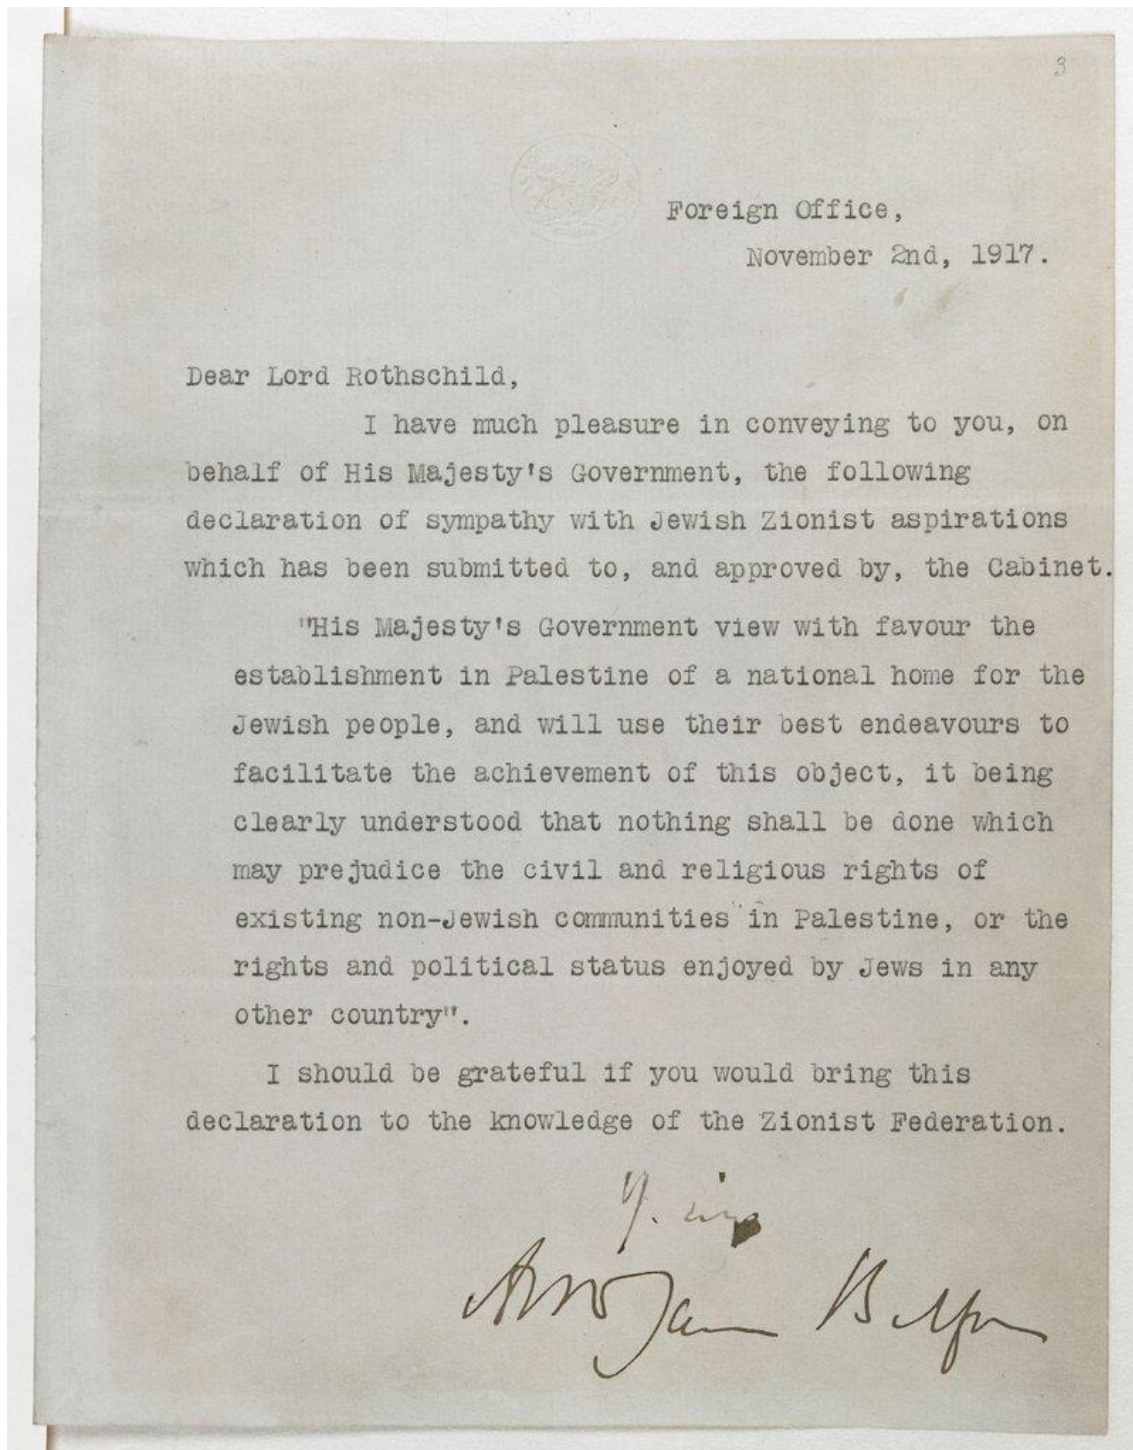 3
Foreign Office,
November 2nd, 1917.
Dear Lord Rothschild,
I have much pleasure in conveying to you, on
behalf of His Majesty's Government, the following
declaration of sympathy with Jewish Zionist aspirations
which has been submitted to, and approved by, the Cabinet.
"His Majesty's Government view with favour the
establishment in Palestine of a national home for the
Jewish people, and will use their best endeavours to
facilitate the achievement of this object, it being
clearly understood that nothing shall be done which
may prejudice the civil and religious rights of
existing non-Jewish communities in Palestine, or the
rights and political status enjoyed by Jews in any
other country".
I should be grateful if you would bring this
declaration to the knowledge of the Zionist Federation.
Y.
James Balfour